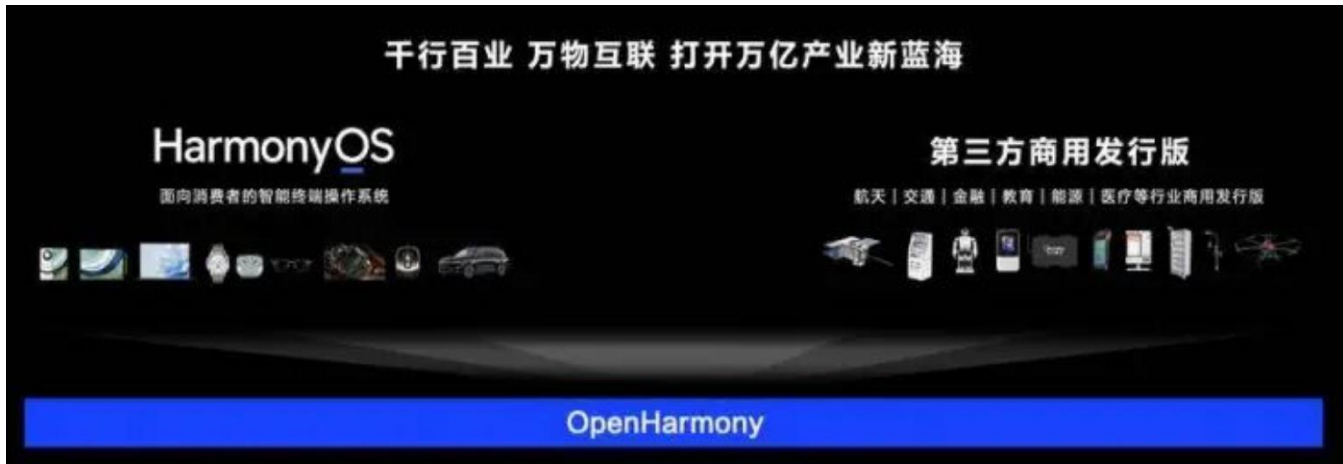 千行百业 万物互联 打开万亿产业新蓝海
HarmonyOS
面向消费者的智能终端操作系统
第三方商用发行版
航天|交通|金融|教育|能源|医疗等行业商用发行版
OpenHarmony